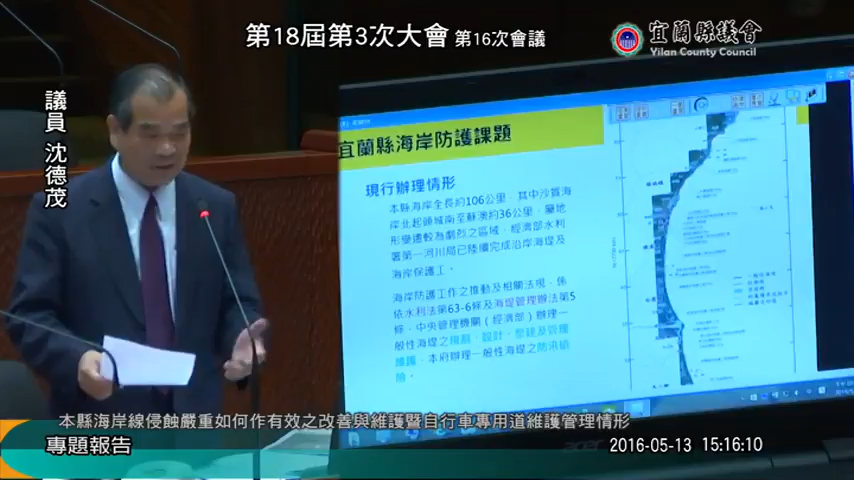 第18屆第3次大會 第16次會議
宜蘭縣議會
Yilan County Council
議員 沈德茂
宜蘭縣海岸防護課題
現行辦理情形
本縣海岸全長約106公里，其中沙質海
岸北起頭城南至蘇澳約36公里，屬地
形變遷較為劇烈之區域，經濟部水利
署第一河川局已陸續完成沿岸海堤及
海岸保護工。
海岸防護工作之推動及相關法規，係
依水利法第63-6條及海堤管理辦法第5
條，中央管理機關（經濟部）辦理一
般性海堤之規劃、設計、整建及管理
維護，本府辦理一般性海堤之防汛搶
險。
acer
本縣海岸線侵蝕嚴重如何作有效之改善與維護暨自行車專用道維護管理情形
專題報告
2016-05-13 15:16:10